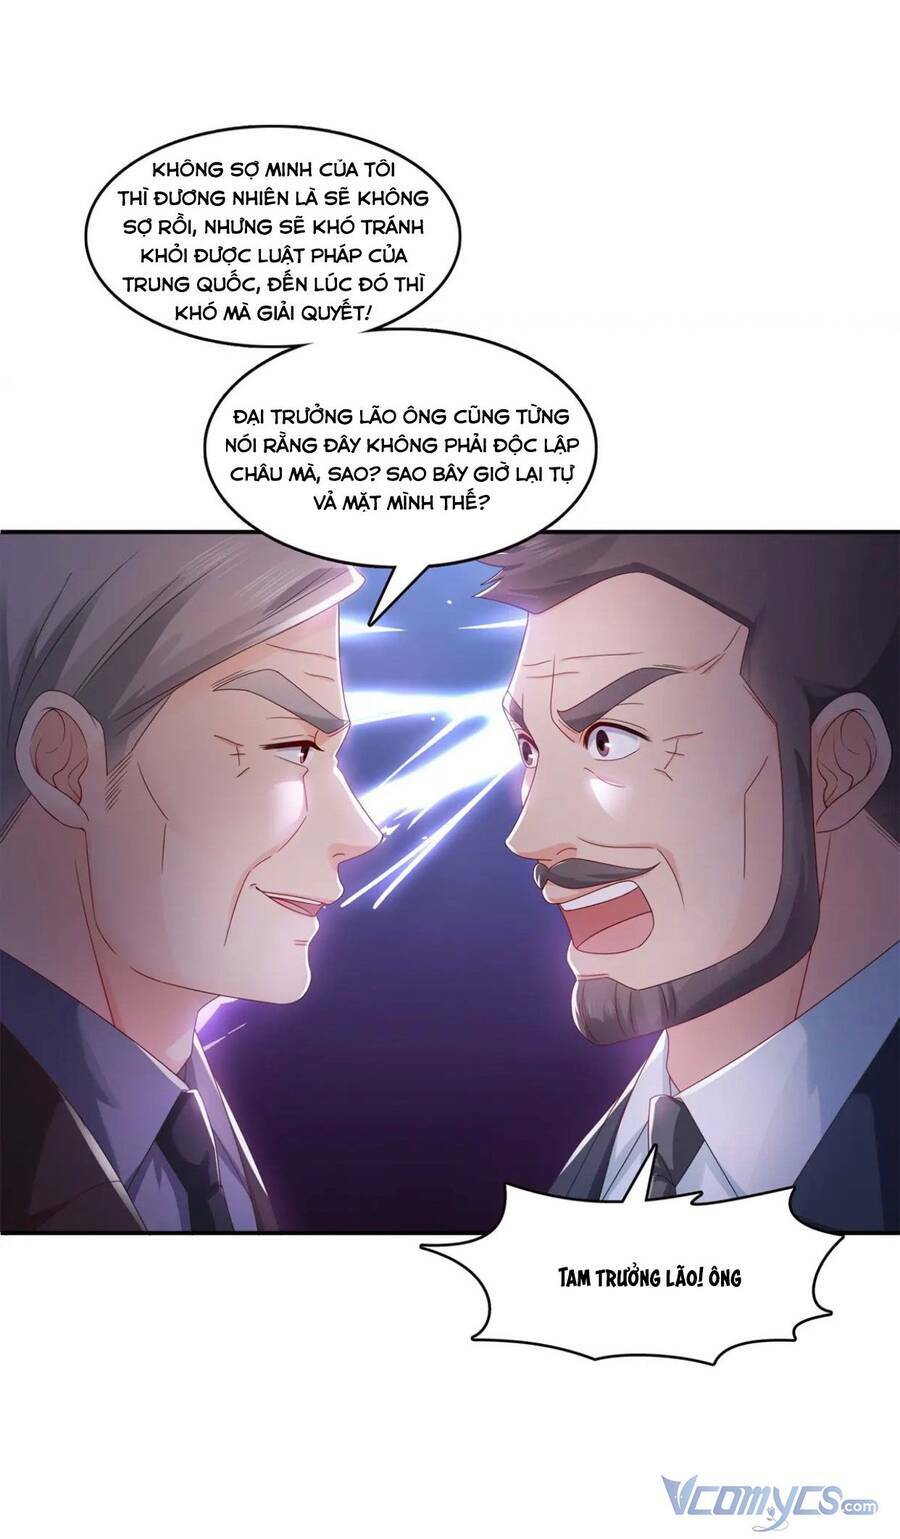 KHÔNG SỢ MINH CỦA TÔI
THÌ ĐƯƠNG NHIÊN LÀ SẼ KHÔNG
SỢ RỒI, NHƯNG SẼ KHÓ TRÁNH
KHỎI ĐƯỢC LUẬT PHÁP CỦA
TRUNG QUỐC, ĐẾN LÚC ĐÓ THÌ
KHÓ MÀ GIẢI QUYẾT!
ĐẠI TRƯỞNG LÃO ÔNG CŨNG TỪNG
NÓI RẰNG ĐÂY KHÔNG PHẢI ĐỘC LẬP
CHÂU MÀ, SAO? SAO BÂY GIỜ LẠI TỰ
VẢ MẶT MÌNH THẾ?
TAM TRƯỞNG LÃO! ÔNG
VCOMYCS.com